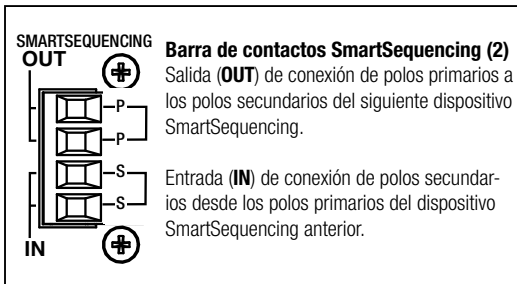 SMARTSEQUENCING
OUT
P
P
S
S
IN
Barra de contactos SmartSequencing (2)
Salida (OUT) de conexión de polos primarios a
los polos secundarios del siguiente dispositivo
SmartSequencing.
Entrada (IN) de conexión de polos secundar-
ios desde los polos primarios del dispositivo
SmartSequencing anterior.